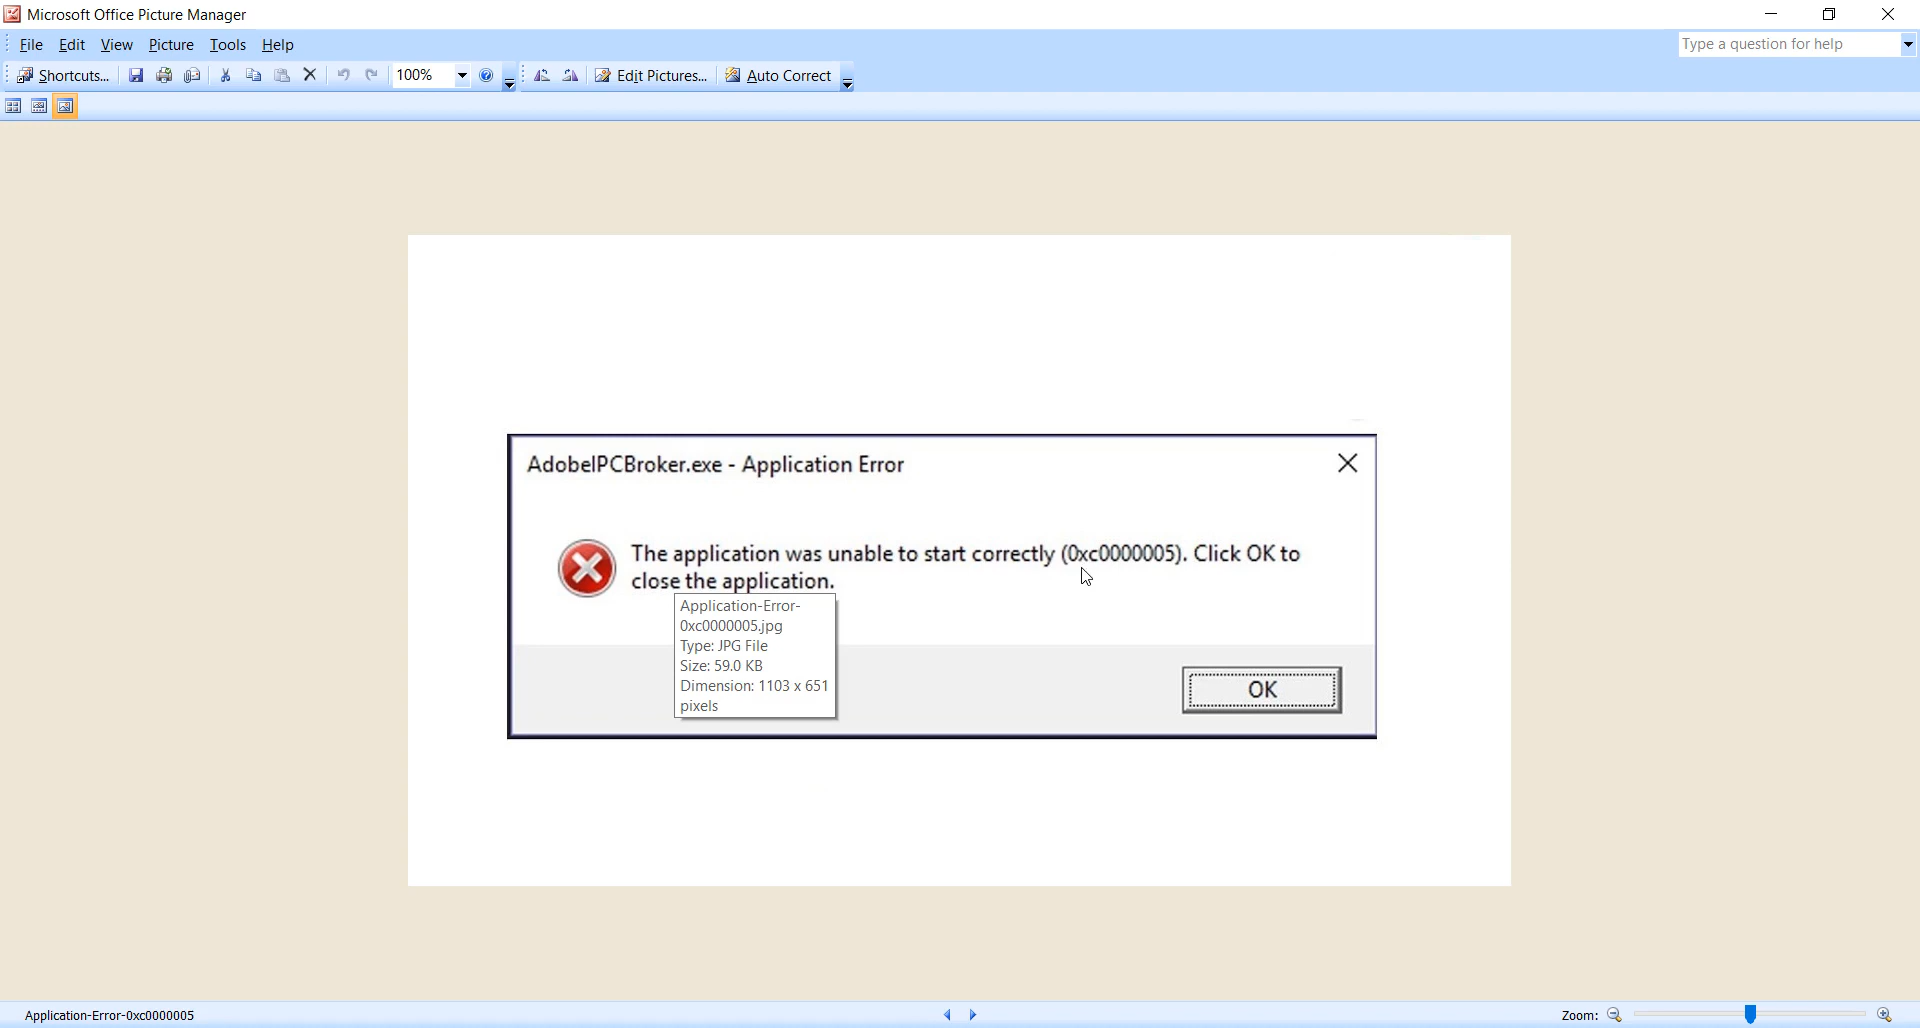 Microsoft Office Picture Manager
File Edit View Picture Tools Help
Type a question for help
Shortcuts... 100% Edit Pictures... Auto Correct
AdobeIPCBroker.exe - Application Error
The application was unable to start correctly (0xc0000005). Click OK to
close the application.
Application-Error-
0xc0000005.jpg
Type: JPG File
Size: 59.0 KB
Dimension: 1103 x 651
pixels
OK
Application-Error-0xc0000005
Zoom: